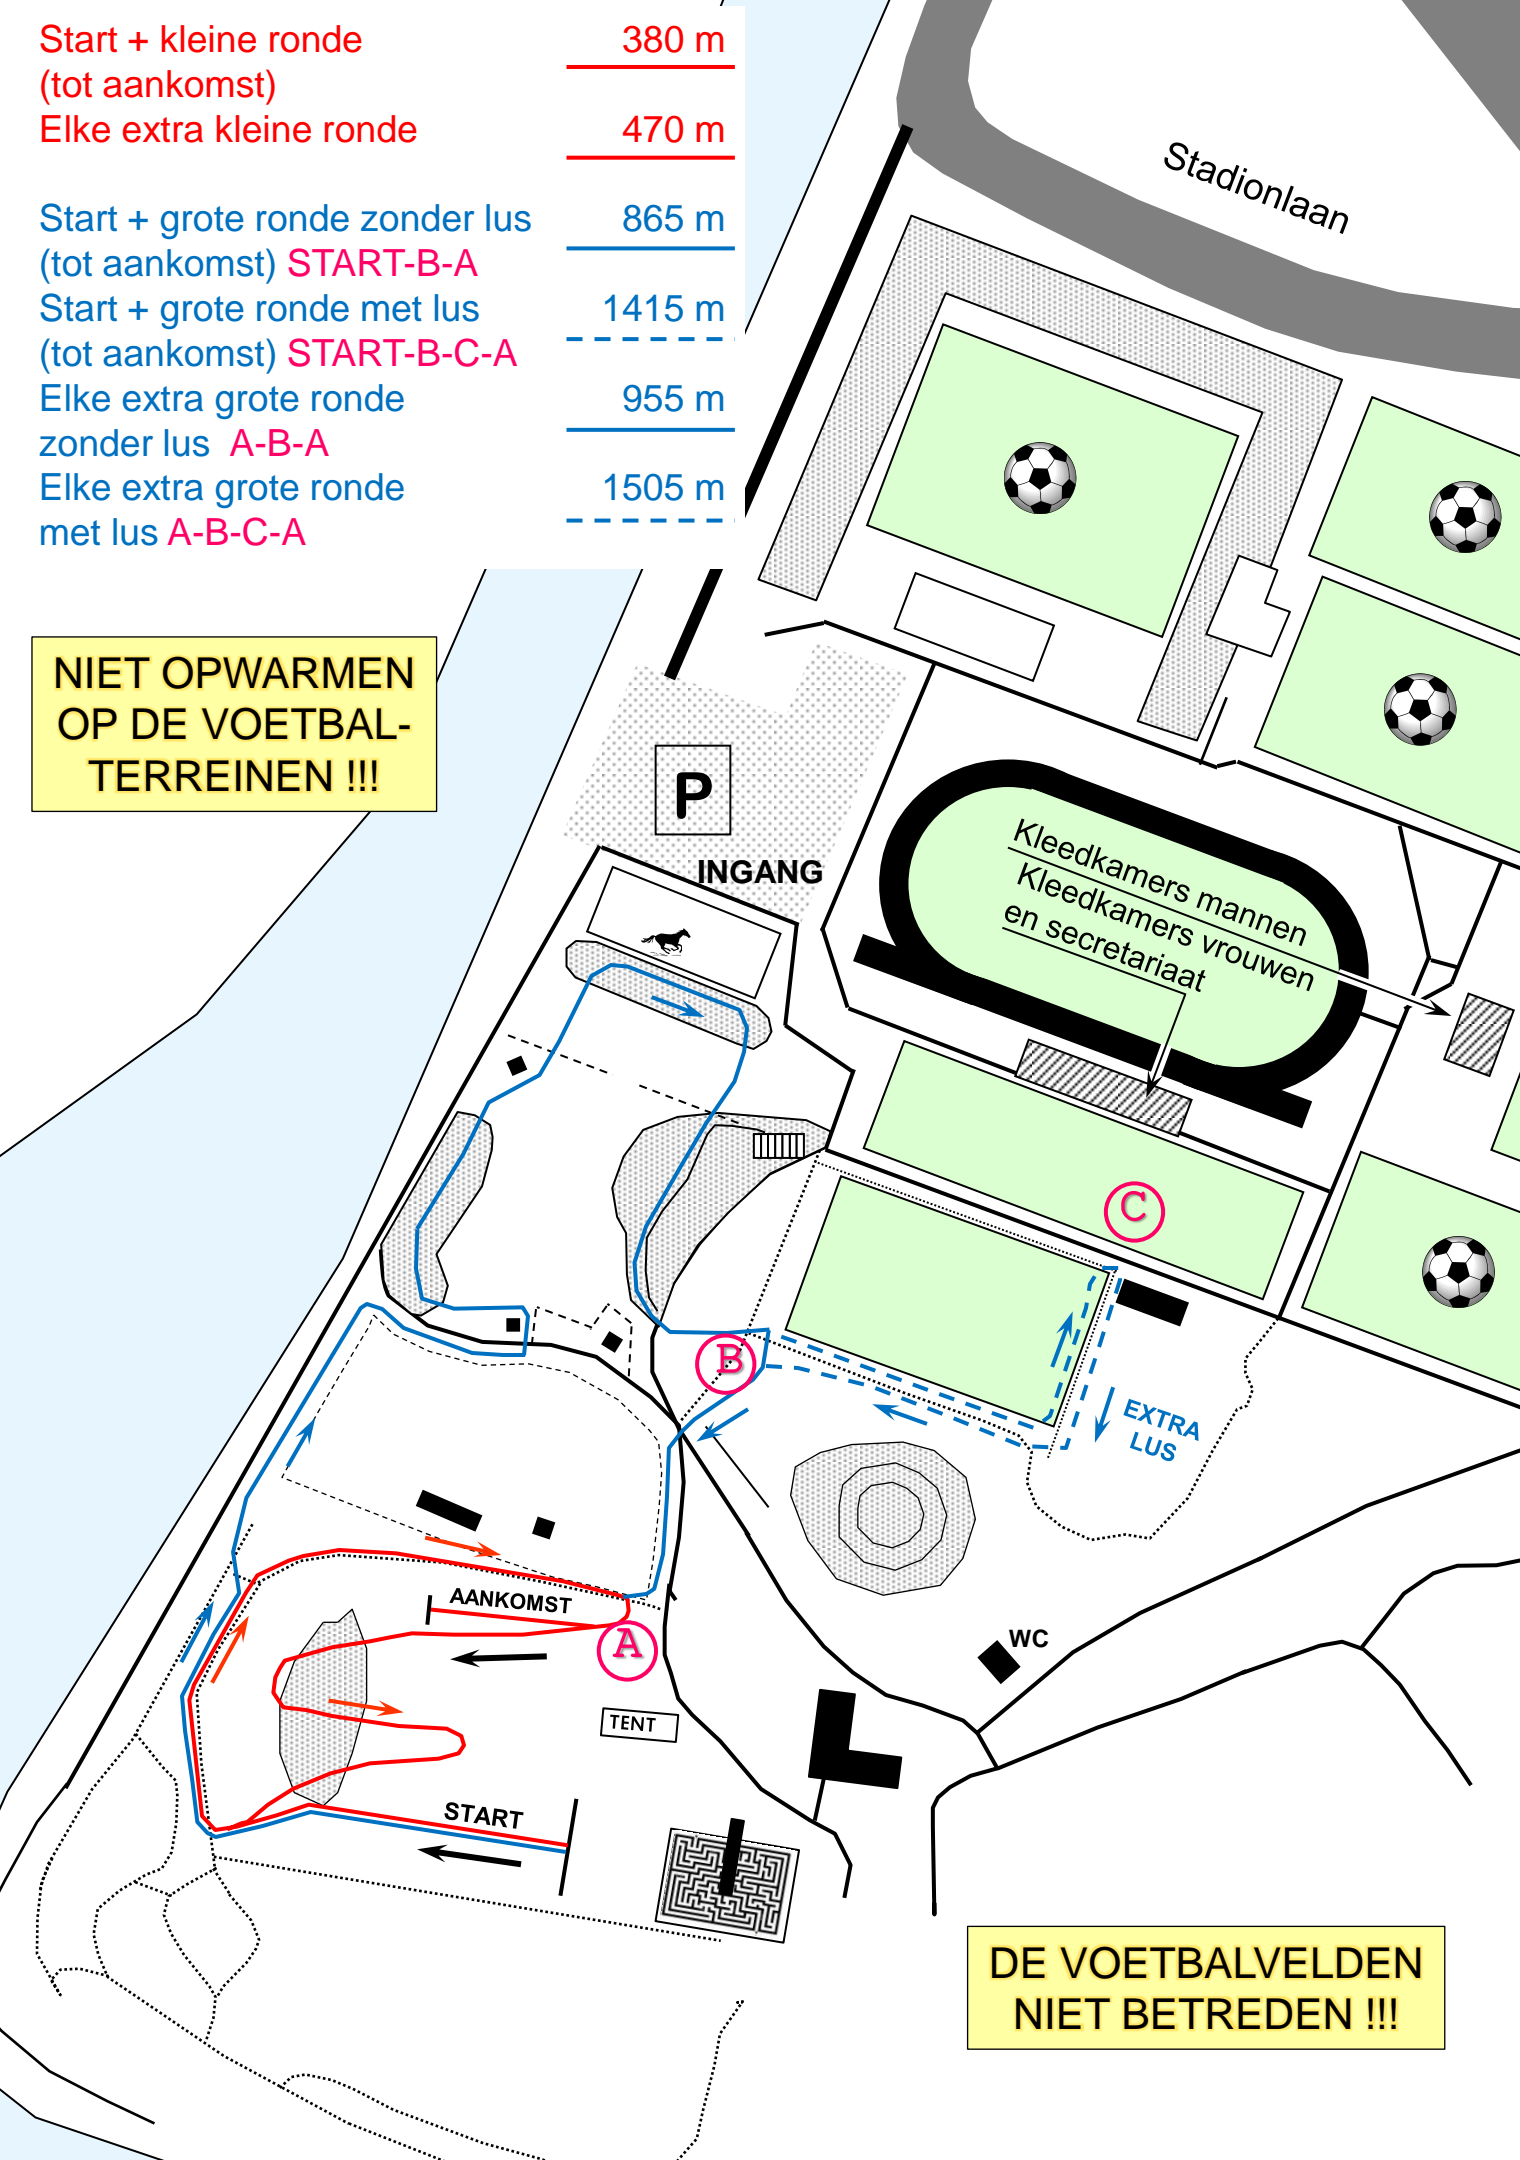 Start + kleine ronde 380 m
(tot aankomst)
Elke extra kleine ronde 470 m
Start + grote ronde zonder lus 865 m
(tot aankomst) START-B-A
Start + grote ronde met lus 1415 m
(tot aankomst) START-B-C-A
Elke extra grote ronde 955 m
zonder lus A-B-A
Elke extra grote ronde 1505 m
met lus A-B-C-A
Stadionlaan
NIET OPWARMEN
OP DE VOETBAL-
TERREINEN !!!
P
INGANG
Kleedkamers mannen
Kleedkamers vrouwen
en secretariaat
C
B
EXTRA
LUS
AANKOMST
A
WC
TENT
START
DE VOETBALVELDEN
NIET BETREDEN !!!